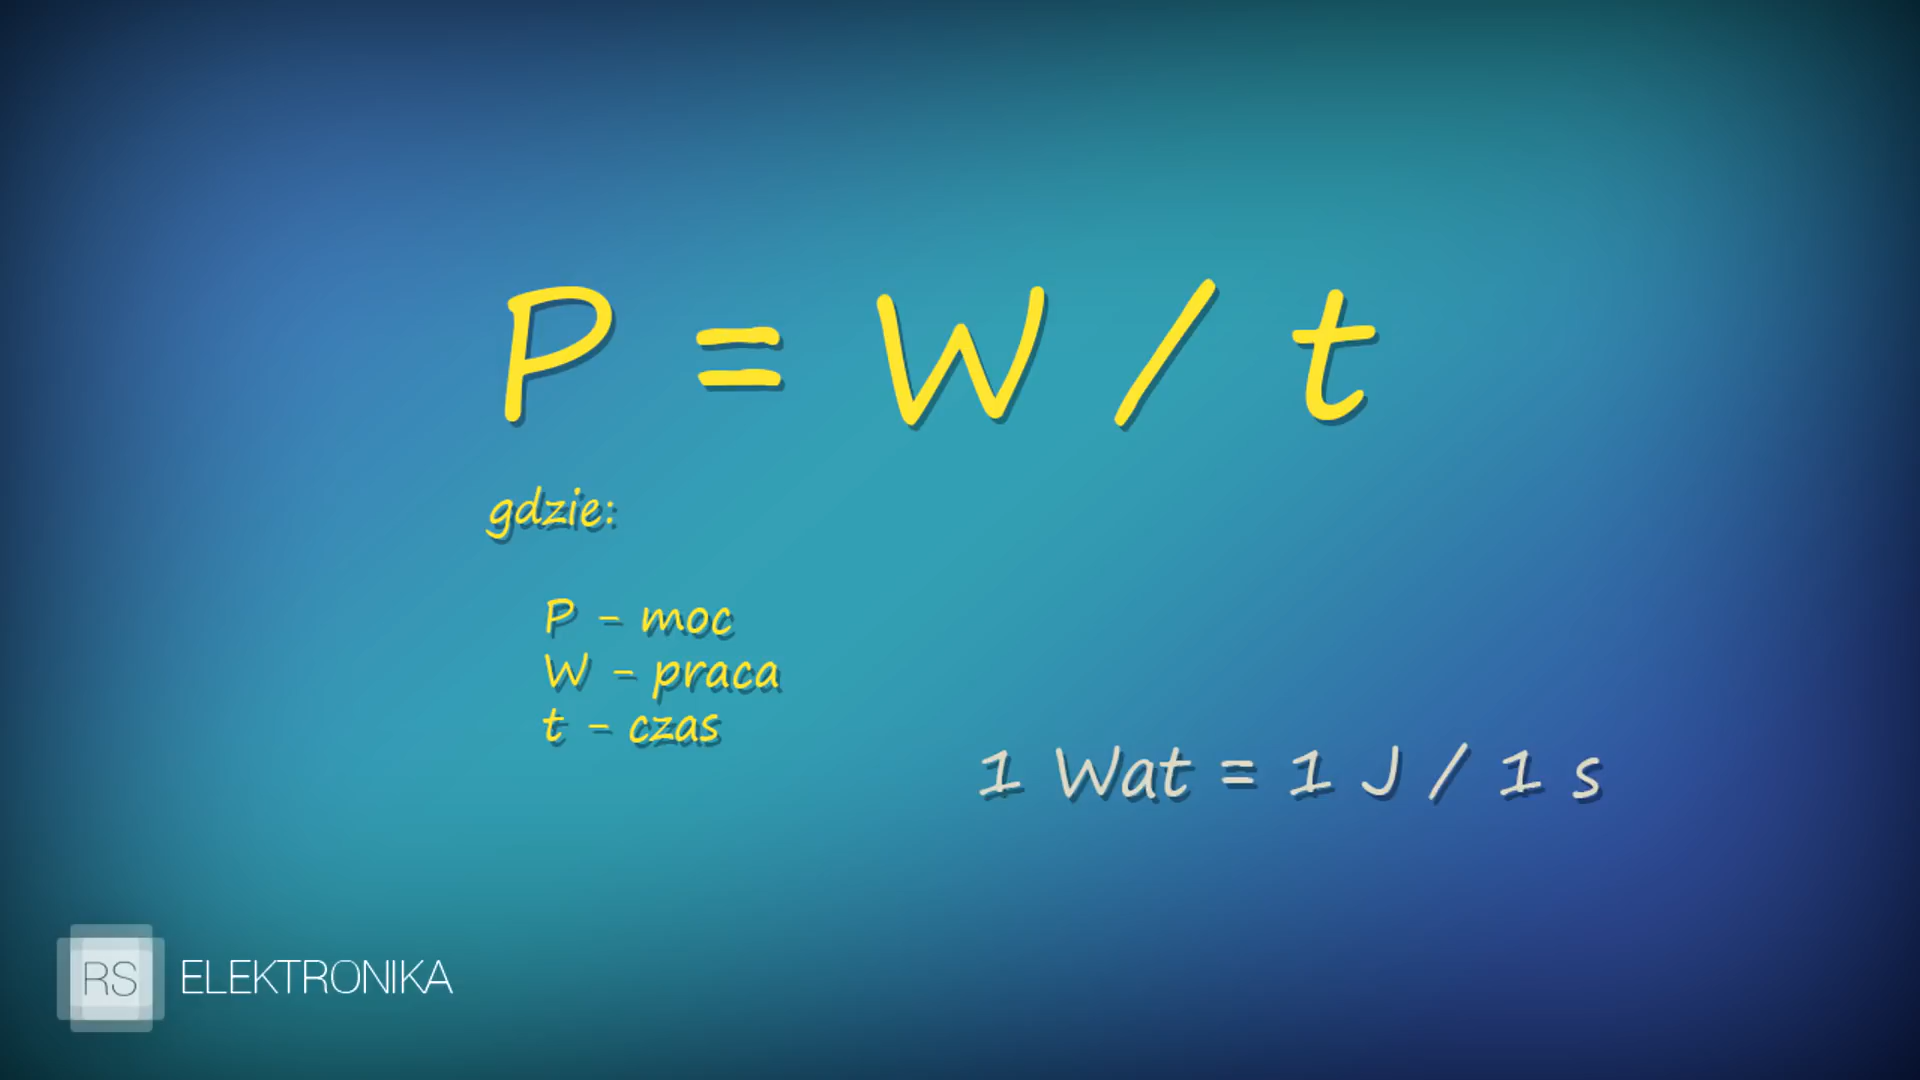 P = W / t
gdzie:
P - moc
W - praca
t - czas
1 Wat = 1 J / 1 s
RS ELEKTRONIKA